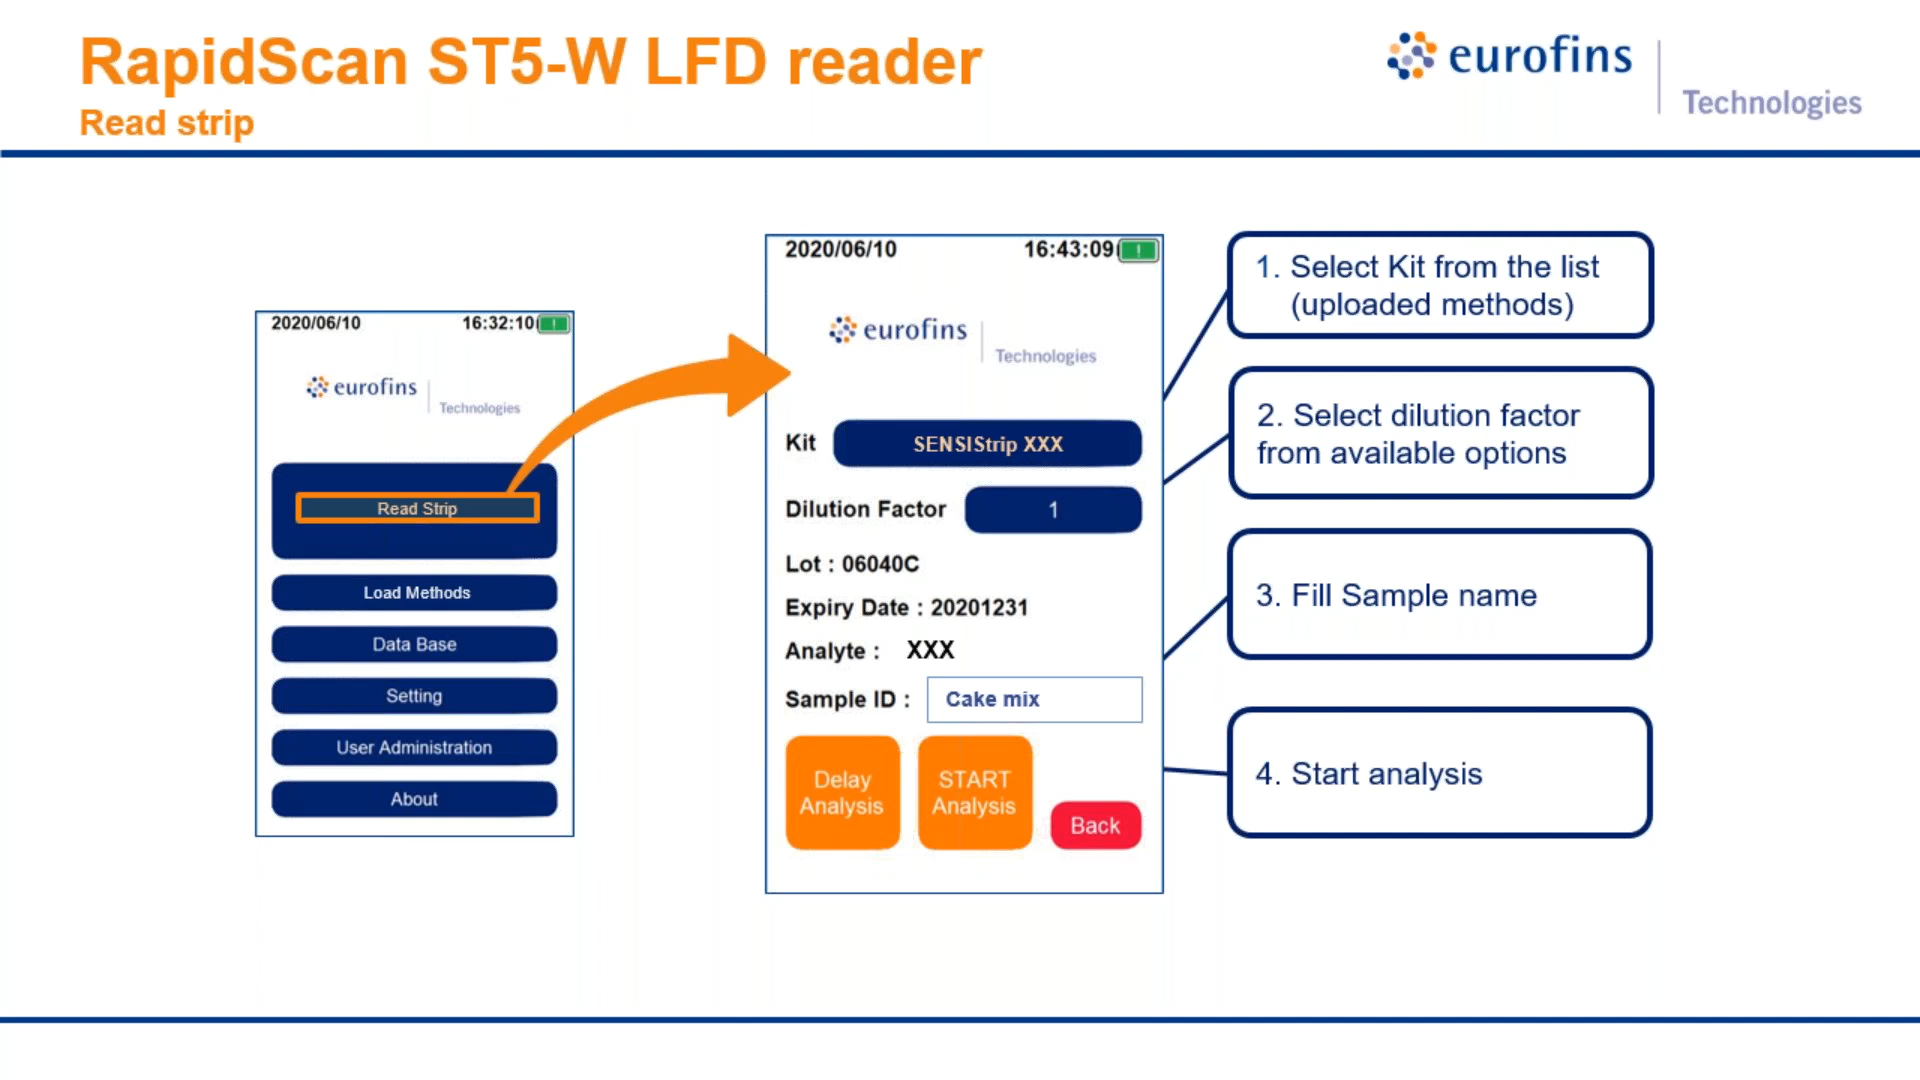 RapidScan ST5-W LFD reader
Read strip
eurofins
Technologies
2020/06/10 16:32:10
eurofins
Technologies
Read Strip
Load Methods
Data Base
Setting
User Administration
About
2020/06/10 16:43:09
eurofins
Technologies
Kit SENSIStrip XXX
Dilution Factor 1
Lot : 06040C
Expiry Date : 20201231
Analyte : XXX
Sample ID : Cake mix
Delay
Analysis
START
Analysis
Back
1. Select Kit from the list
(uploaded methods)
2. Select dilution factor
from available options
3. Fill Sample name
4. Start analysis